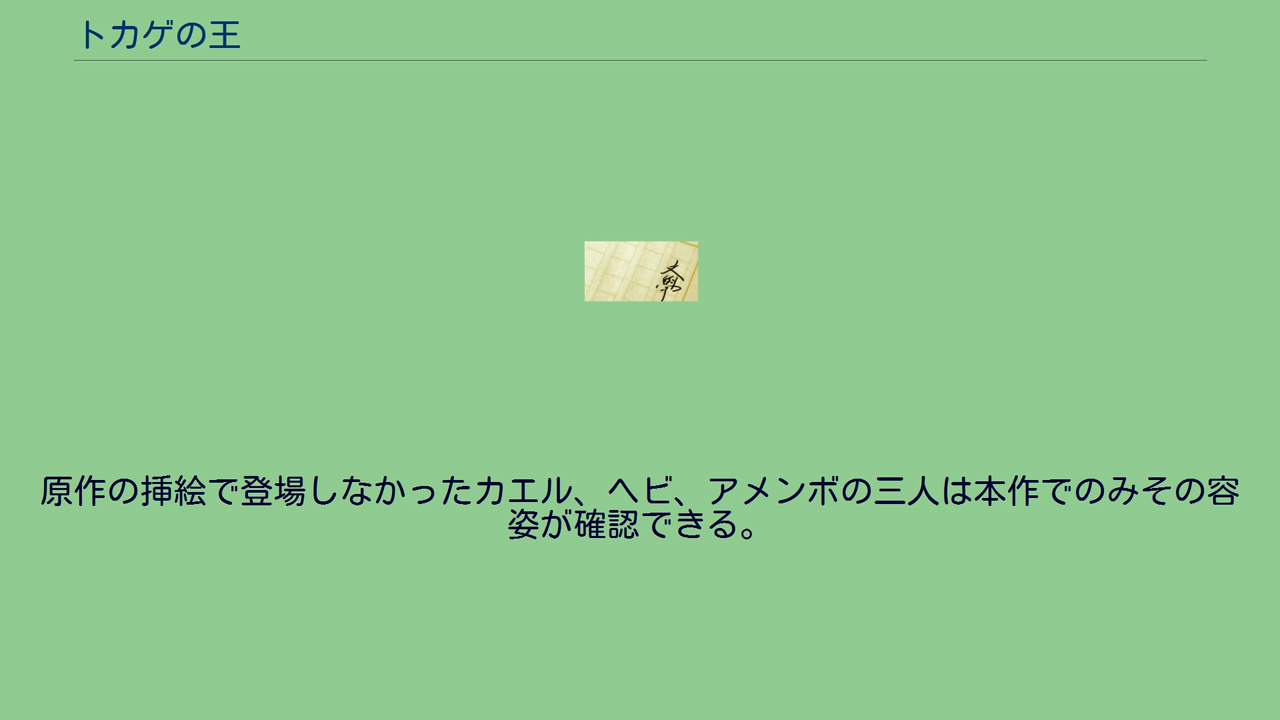 トカゲの王
原作の挿絵で登場しなかったカエル、ヘビ、アメンボの三人は本作でのみその容
姿が確認できる。